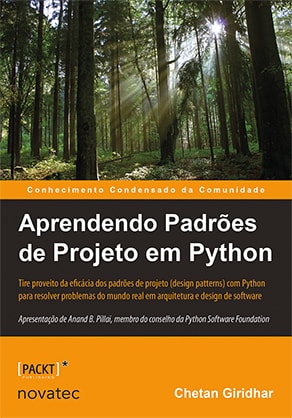 Conhecimento Condensado da Comunidade
Aprendendo Padrões
de Projeto em Python
Tire proveito da eficácia dos padrões de projeto (design patterns) com Python
para resolver problemas do mundo real em arquitetura e design de software
Apresentação de Anand B. Pillai, membro do conselho da Python Software Foundation
[PACKT]*
PUBLISHING
novatec
Chetan Giridhar